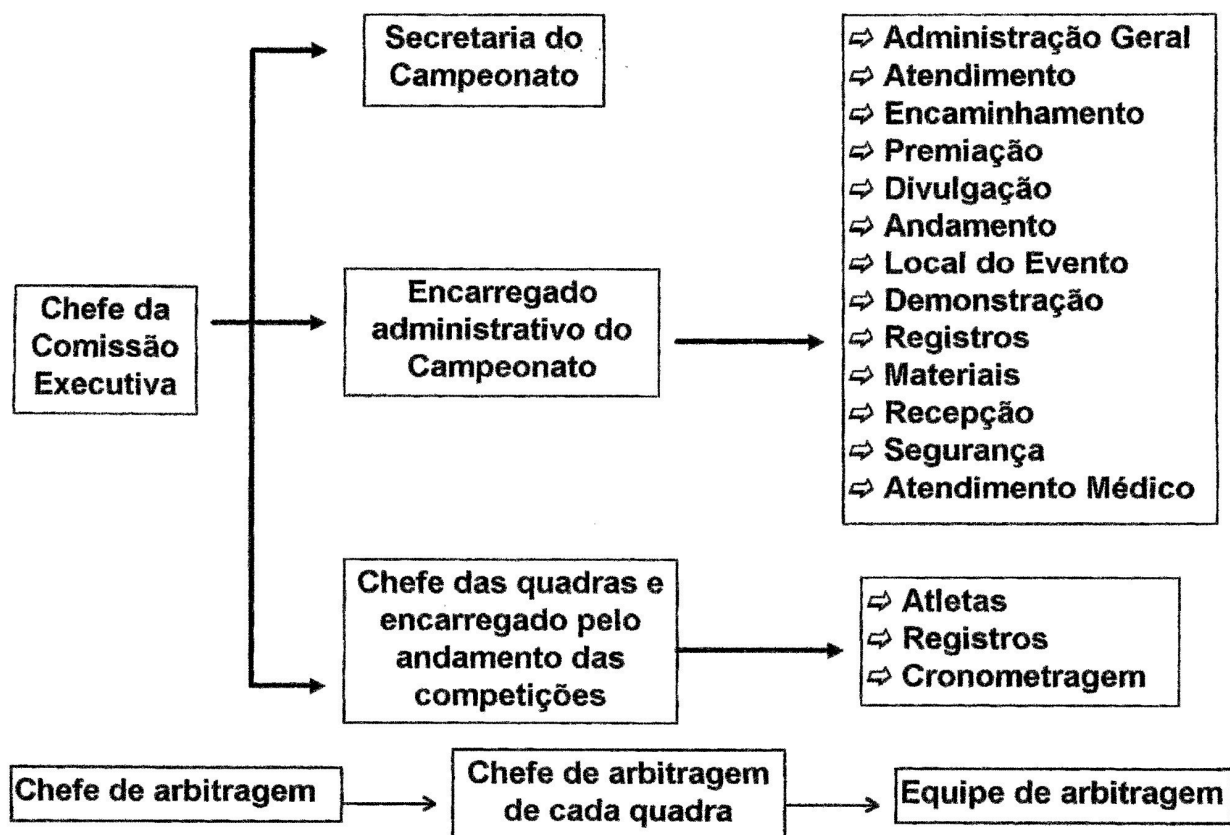 Chefe da
Comissão
Executiva
Secretaria do
Campeonato
Encarregado
administrativo do
Campeonato
⇨ Administração Geral
⇨ Atendimento
⇨ Encaminhamento
⇨ Premiação
⇨ Divulgação
⇨ Andamento
⇨ Local do Evento
⇨ Demonstração
⇨ Registros
⇨ Materiais
⇨ Recepção
⇨ Segurança
⇨ Atendimento Médico
Chefe das quadras e
encarregado pelo
andamento das
competições
⇨ Atletas
⇨ Registros
⇨ Cronometragem
Chefe de arbitragem
Chefe de arbitragem
de cada quadra
Equipe de arbitragem